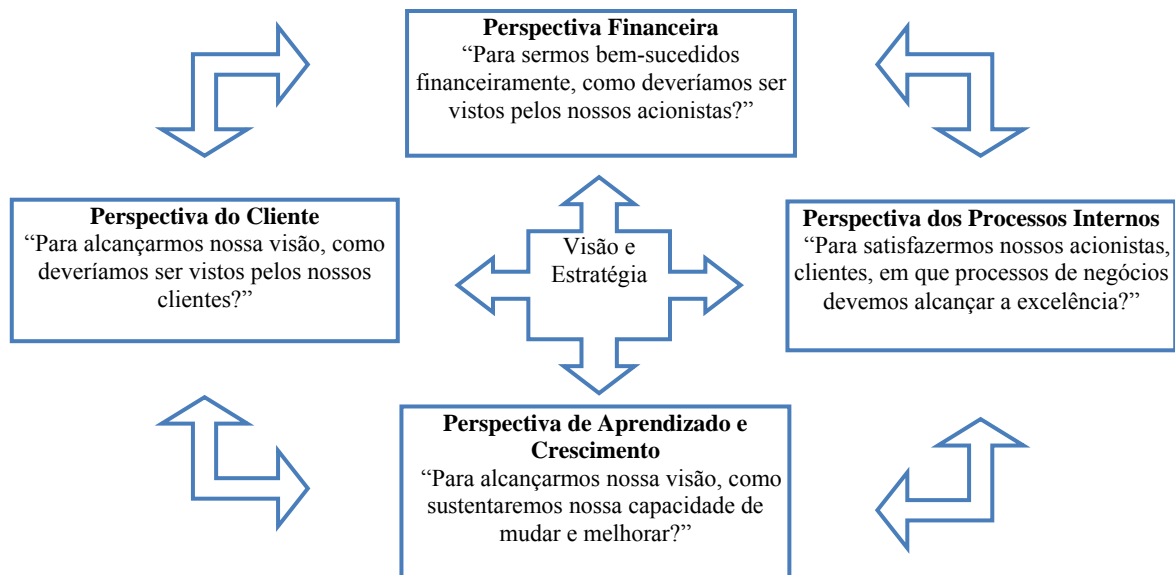 Perspectiva Financeira
“Para sermos bem-sucedidos
financeiramente, como deveríamos ser
vistos pelos nossos acionistas?”
Perspectiva do Cliente
“Para alcançarmos nossa visão, como
deveríamos ser vistos pelos nossos
clientes?”
Visão e
Estratégia
Perspectiva dos Processos Internos
“Para satisfazermos nossos acionistas,
clientes, em que processos de negócios
devemos alcançar a excelência?”
Perspectiva de Aprendizado e
Crescimento
“Para alcançarmos nossa visão, como
sustentaremos nossa capacidade de
mudar e melhorar?”